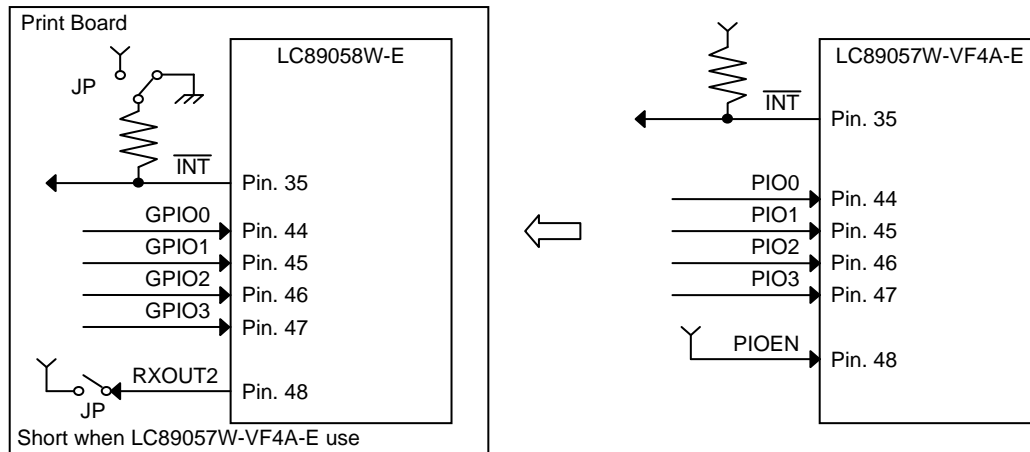 Print Board
LC89058W-E
JP
INT
Pin. 35
GPIO0
Pin. 44
GPIO1
Pin. 45
GPIO2
Pin. 46
GPIO3
Pin. 47
RXOUT2
Pin. 48
JP
Short when LC89057W-VF4A-E use
LC89057W-VF4A-E
INT
Pin. 35
PIO0
Pin. 44
PIO1
Pin. 45
PIO2
Pin. 46
PIO3
Pin. 47
PIOEN
Pin. 48